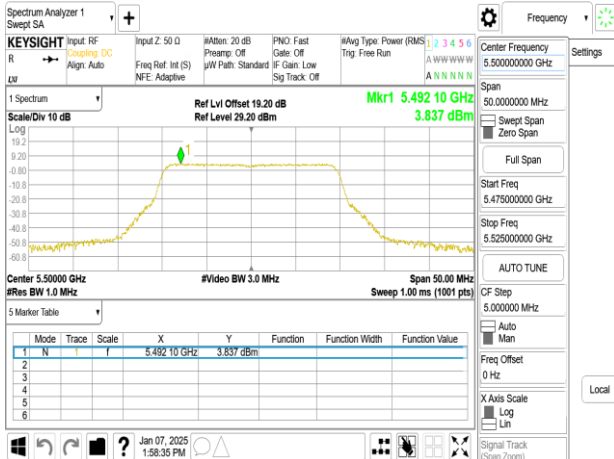 Spectrum Analyzer 1
Swept SA
+
Frequency
KEYSIGHT
R
Input: RF
Coupling: DC
Align: Auto
Input Z: 50 Ω
Freq Ref: Int (S)
NFE: Adaptive
#Atten: 20 dB
Preamp: Off
µW Path: Standard
PNO: Fast
Gate: Off
IF Gain: Low
Sig Track: Off
#Avg Type: Power (RMS
Trig: Free Run
1 2 3 4 5 6
A W W W W W
A N N N N N
1 Spectrum
Scale/Div 10 dB
Log
Ref Lvl Offset 19.20 dB
Ref Level 29.20 dBm
Mkr1 5.492 10 GHz
3.837 dBm
1
19.2
9.20
-0.80
-10.8
-20.8
-30.8
-40.8
-50.8
-60.8
Center 5.50000 GHz
#Res BW 1.0 MHz
#Video BW 3.0 MHz
Span 50.00 MHz
Sweep 1.00 ms (1001 pts)
5 Marker Table
Mode Trace Scale X Y Function Function Width Function Value
1 N 1 f 5.492 10 GHz 3.837 dBm
2
3
4
5
6
Jan 07, 2025
1:58:35 PM
?
Center Frequency
5.500000000 GHz
Span
50.0000000 MHz
Swept Span
Zero Span
Full Span
Start Freq
5.475000000 GHz
Stop Freq
5.525000000 GHz
AUTO TUNE
CF Step
5.000000 MHz
Auto
Man
Freq Offset
0 Hz
X Axis Scale
Log
Lin
Signal Track
(Span Zoom)
Settings
Local